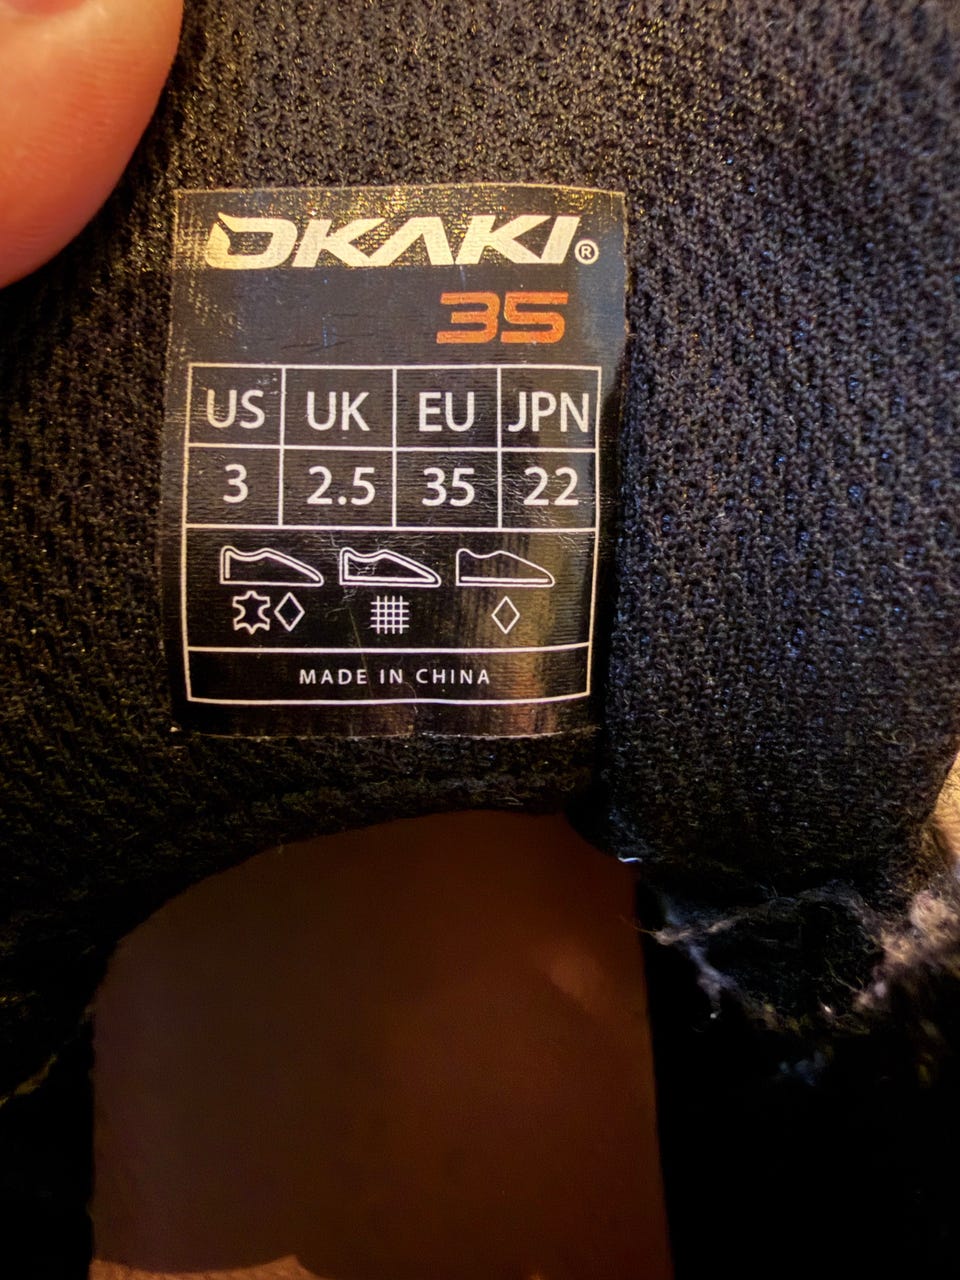 OKAKI®
35
US UK EU JPN
3 2.5 35 22
MADE IN CHINA